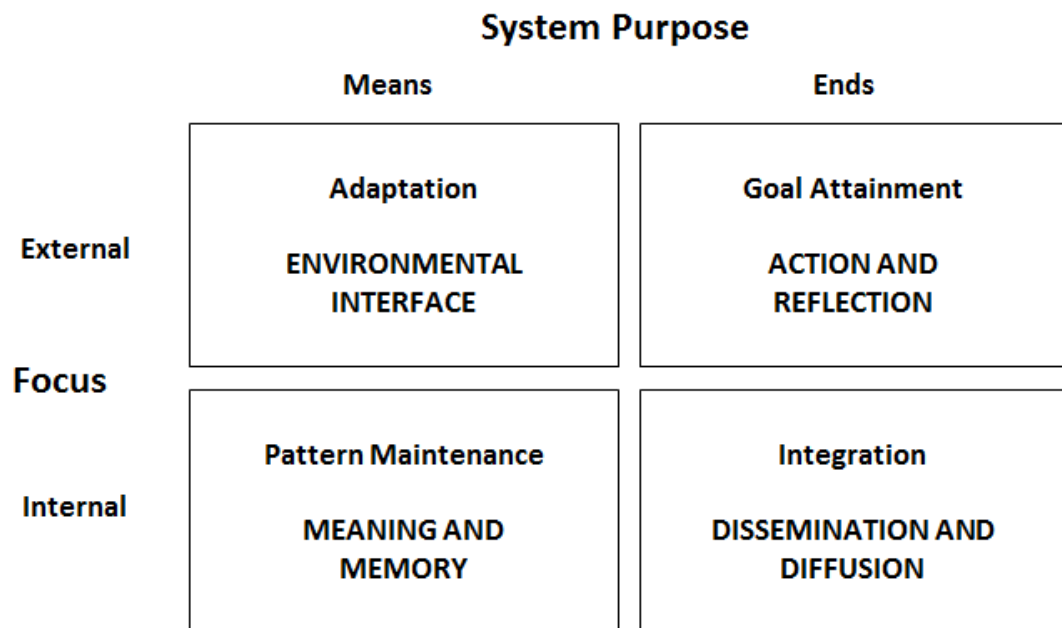 System Purpose
Means
Ends
Adaptation
Goal Attainment
External
ENVIRONMENTAL
INTERFACE
ACTION AND
REFLECTION
Focus
Pattern Maintenance
Integration
Internal
MEANING AND
MEMORY
DISSEMINATION AND
DIFFUSION